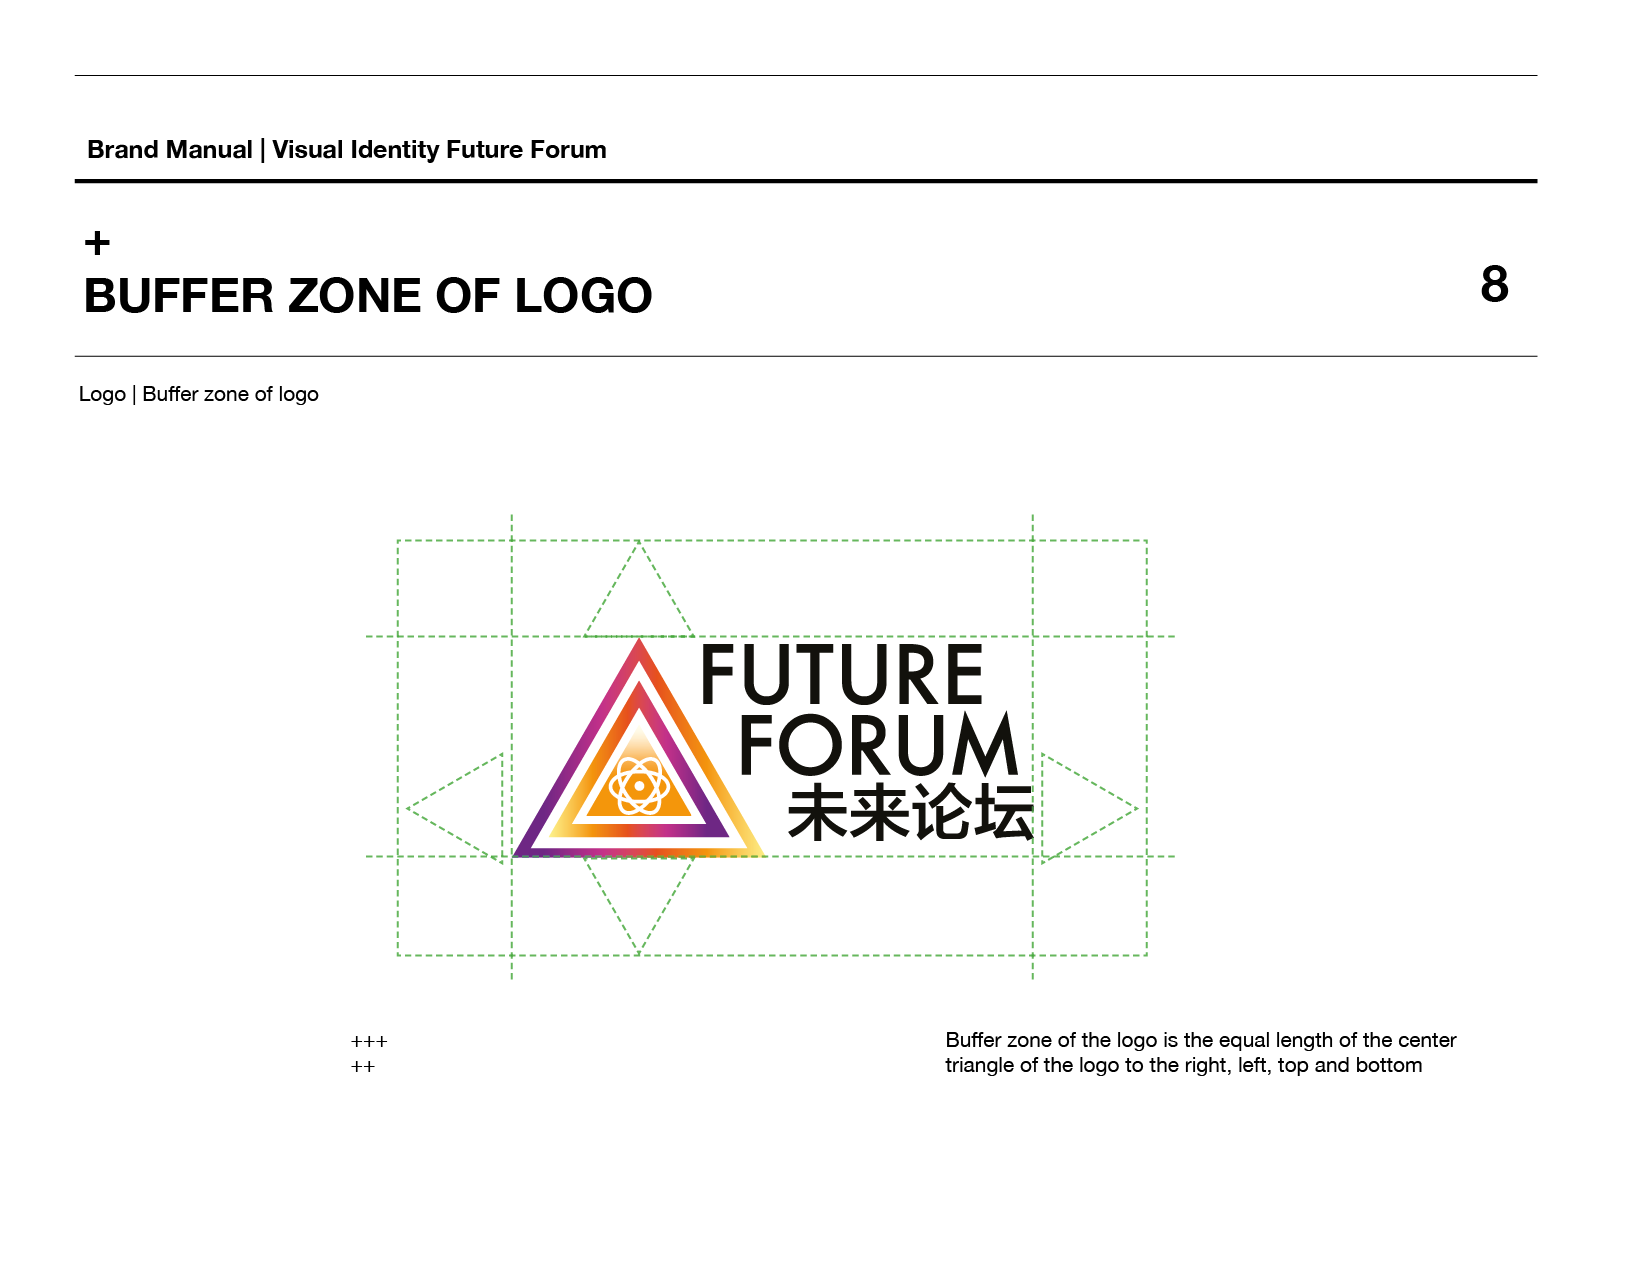 Brand Manual | Visual Identity Future Forum
+
BUFFER ZONE OF LOGO
8
Logo | Buffer zone of logo
FUTURE
FORUM
未来论坛
+++
++
Buffer zone of the logo is the equal length of the center
triangle of the logo to the right, left, top and bottom